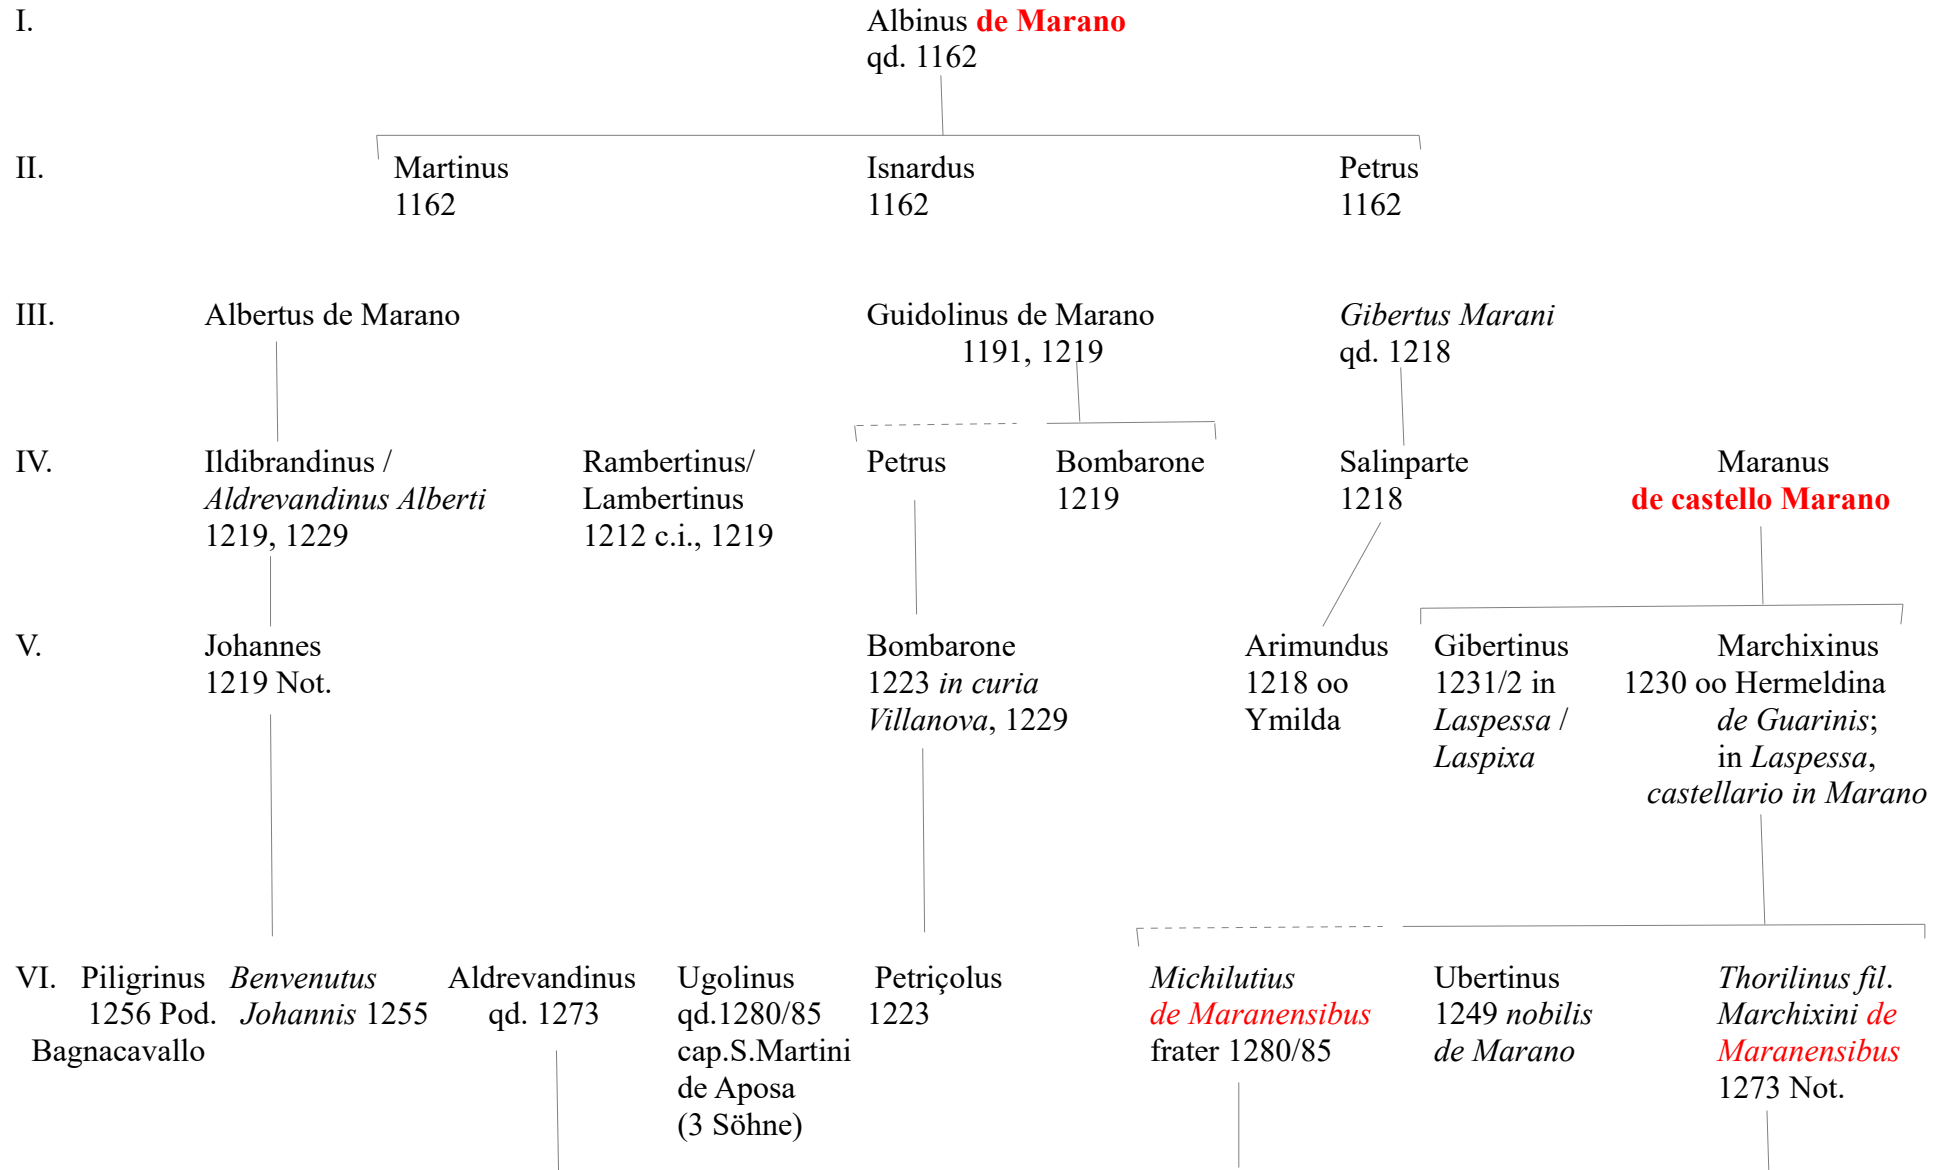 I.
Albinus de Marano
qd. 1162
II.
Martinus
1162
Isnardus
1162
Petrus
1162
III.
Albertus de Marano
Guidolinus de Marano
1191, 1219
Gibertus Marani
qd. 1218
IV.
Ildibrandinus /
Aldrevandinus Alberti
1219, 1229
Rambertinus/
Lambertinus
1212 c.i., 1219
Petrus
Bombarone
1219
Salinparte
1218
Maranus
de castello Marano
V.
Johannes
1219 Not.
Bombarone
1223 in curia
Villanova, 1229
Arimundus
1218 oo
Ymilda
Gibertinus
1231/2 in
Laspessa /
Laspixa
Marchixinus
1230 oo Hermeldina
de Guarinis;
in Laspessa,
castellario in Marano
VI.
Piligrinus
1256 Pod.
Bagnacavallo
Benvenutus
Johannis 1255
Aldrevandinus
qd. 1273
Ugolinus
qd.1280/85
cap.S.Martini
de Aposa
(3 Söhne)
Petriçolus
1223
Michilutius
de Maranensibus
frater 1280/85
Ubertinus
1249 nobilis
de Marano
Thorilinus fil.
Marchixini de
Maranensibus
1273 Not.